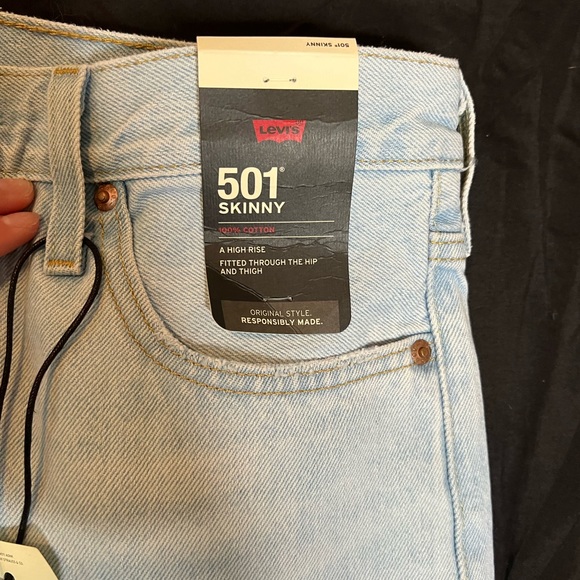 501® SKINNY
Levi's
501®
SKINNY
100% COTTON
A HIGH RISE
FITTED THROUGH THE HIP
AND THIGH
ORIGINAL STYLE.
RESPONSIBLY MADE.